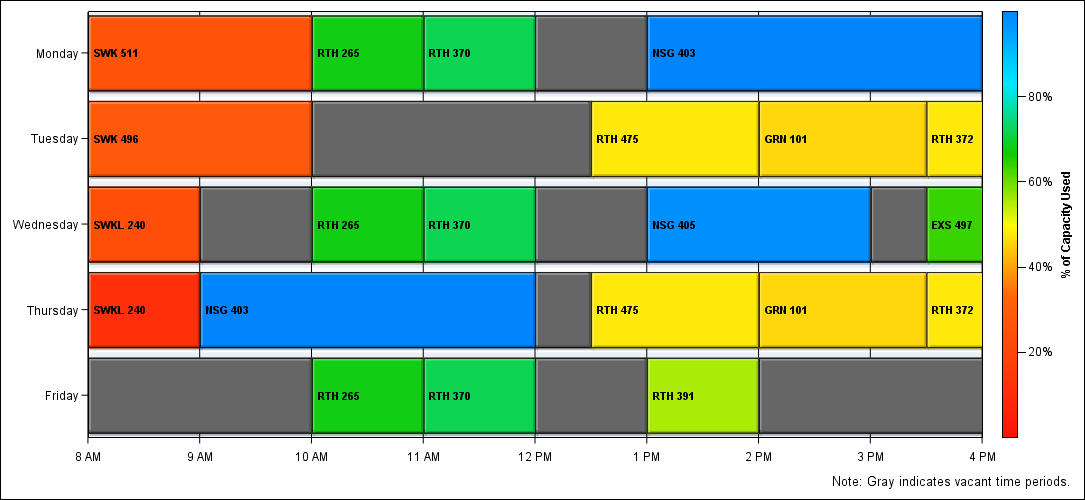 Monday
SWK 511
RTH 265
RTH 370
NSG 403
Tuesday
SWK 496
RTH 475
GRN 101
RTH 372
Wednesday
SWKL 240
RTH 265
RTH 370
NSG 405
EXS 497
Thursday
SWKL 240
NSG 403
RTH 475
GRN 101
RTH 372
Friday
RTH 265
RTH 370
RTH 391
8 AM
9 AM
10 AM
11 AM
12 PM
1 PM
2 PM
3 PM
4 PM
80%
60%
40%
20%
% of Capacity Used
Note: Gray indicates vacant time periods.